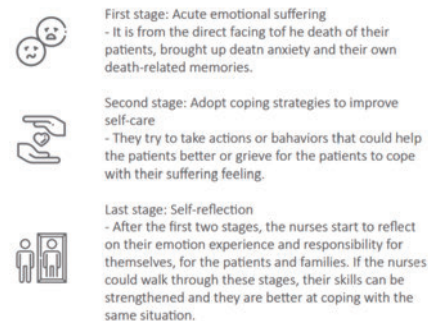 First stage: Acute emotional suffering
- It is from the direct facing tof he death of their
patients, brought up deatn anxiety and their own
death-related memories.
Second stage: Adopt coping strategies to improve
self-care
- They try to take actions or bahaviors that could help
the patients better or grieve for the patients to cope
with their suffering feeling.
Last stage: Self-reflection
- After the first two stages, the nurses start to reflect
on their emotion experience and responsibility for
themselves, for the patients and families. If the nurses
could walk through these stages, their skills can be
strengthened and they are better at coping with the
same situation.